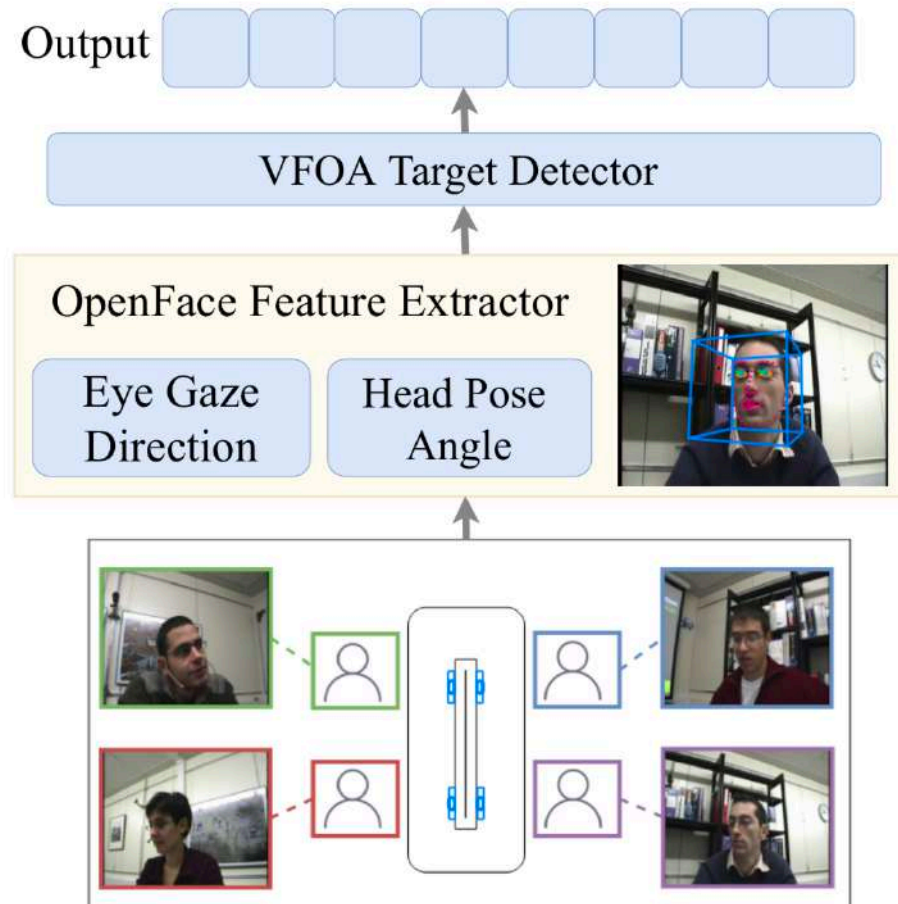 Output
VFOA Target Detector
OpenFace Feature Extractor
Eye Gaze
Direction
Head Pose
Angle